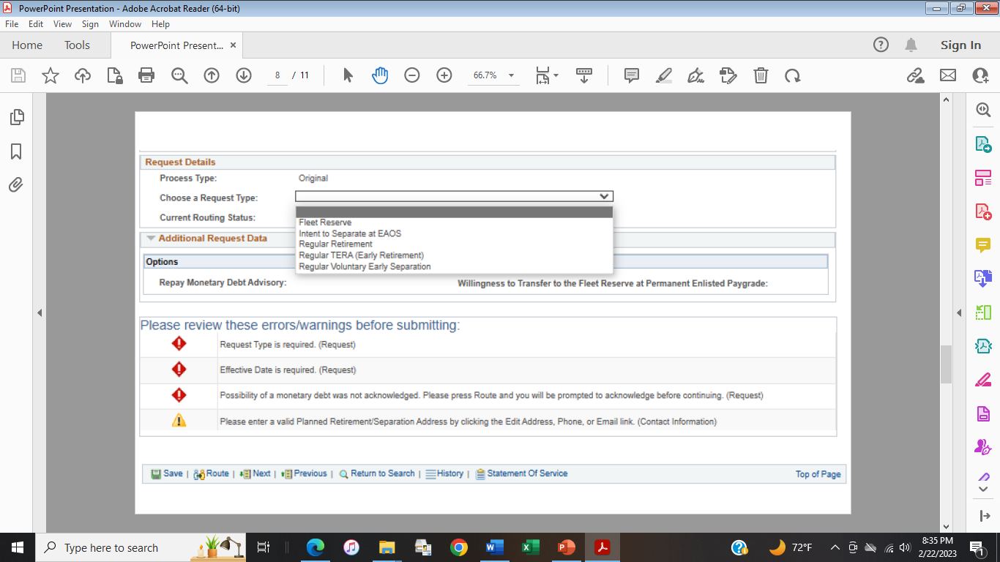 PowerPoint Presentation - Adobe Acrobat Reader (64-bit)
File Edit View Sign Window Help
Home Tools PowerPoint Present... × Sign In
8 / 11 66.7%
Request Details
Process Type: Original
Choose a Request Type:
Current Routing Status:
Fleet Reserve
Intent to Separate at EAOS
Regular Retirement
Regular TERA (Early Retirement)
Regular Voluntary Early Separation
Additional Request Data
Options
Repay Monetary Debt Advisory: Willingness to Transfer to the Fleet Reserve at Permanent Enlisted Paygrade:
Please review these errors/warnings before submitting:
Request Type is required. (Request)
Effective Date is required. (Request)
Possibility of a monetary debt was not acknowledged. Please press Route and you will be prompted to acknowledge before continuing. (Request)
Please enter a valid Planned Retirement/Separation Address by clicking the Edit Address, Phone, or Email link. (Contact Information)
Save | Route | Next | Previous | Return to Search | History | Statement Of Service Top of Page
Type here to search 72°F 8:35 PM
2/22/2023 1